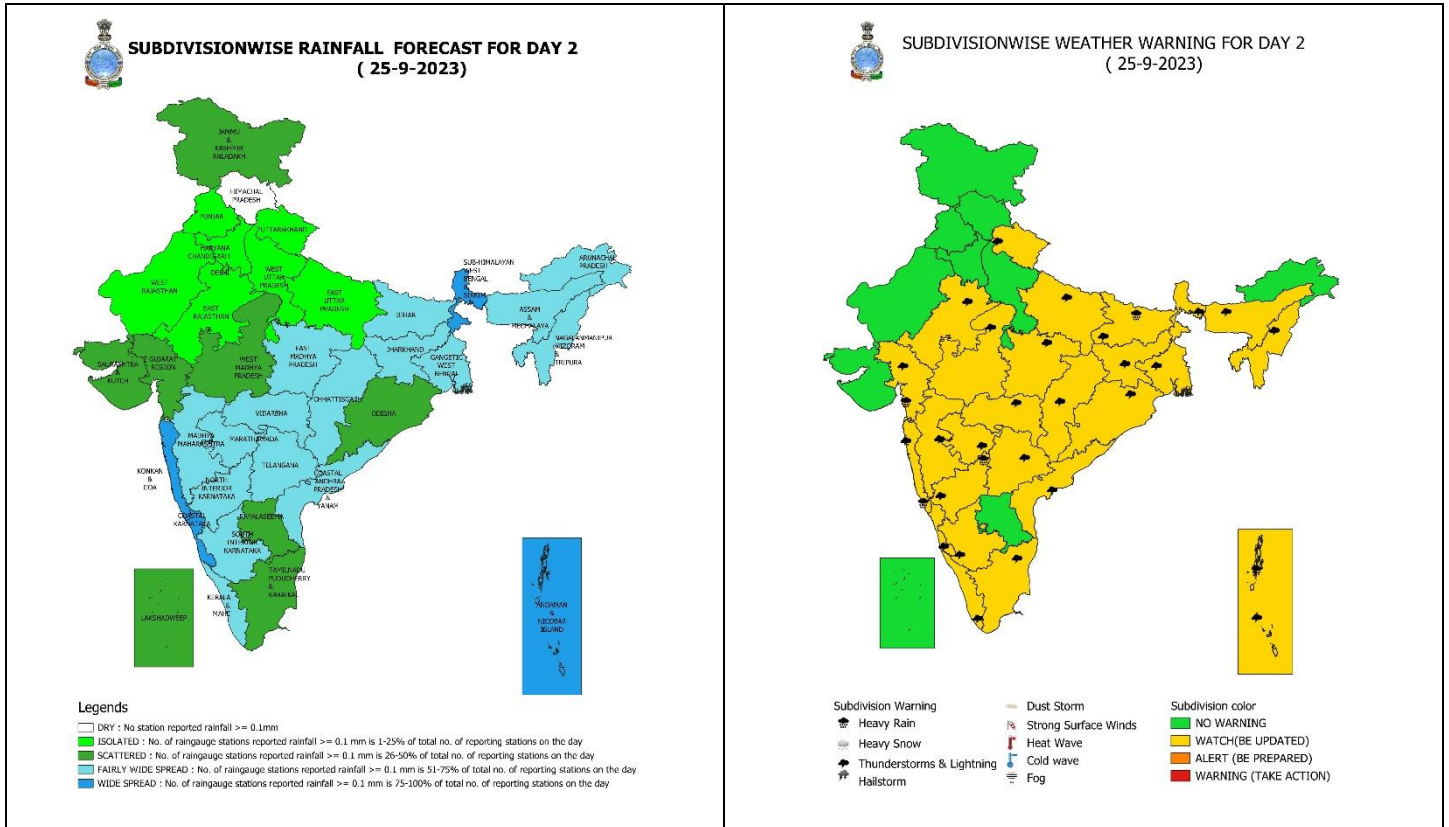 SUBDIVISIONWISE RAINFALL FORECAST FOR DAY 2
( 25-9-2023)
JAMMU
&
KASHMIR
ANLADAKH
HIMACHAL
PRADESH
PUNJAB
UTTARAKHAND
HARYANA
CHANDIGARH
&
DELHI
WEST
UTTAR
PRADESH
WEST
RAJASTHAN
EAST
UTTAR
PRADESH
EAST
RAJASTHAN
SUB-HIMALAYAN
WEST
BENGAL
&
SIKKIM
ARUNACHAL
PRADESH
ASSAM
&
MEGHALAYA
NAGALANMANIPUR
MIZORAM
&
TRIPURA
BIHAR
JHARKHAND
GANGETIC
WEST
BENGAL
EAST
MADHYA
PRADESH
WEST
MADHYA
PRADESH
GUJARAT
REGION
SAURASHTRA
&
KUTCH
CHHATTISGARH
ODISHA
VIDARBHA
MADHYA
MAHARASHTRA
MARATHAWADA
TELANGANA
KONKAN
&
GOA
NORTH
INTERIOR
KARNATAKA
COASTAL
ANDHRA
PRADESH
&
YANAM
COASTAL
KARNATAKA
RAYALASEEMA
SOUTH
INTERIOR
KARNATAKA
TAMILNADU
PUDUCHERRY
&
KARAIKAL
KERALA
&
MAHE
LAKSHADWEEP
ANDAMAN
&
NICOBAR
ISLAND
Legends
DRY : No station reported rainfall >= 0.1mm
ISOLATED : No. of raingauge stations reported rainfall >= 0.1 mm is 1-25% of total no. of reporting stations on the day
SCATTERED : No. of raingauge stations reported rainfall >= 0.1 mm is 26-50% of total no. of reporting stations on the day
FAIRLY WIDE SPREAD : No. of raingauge stations reported rainfall >= 0.1 mm is 51-75% of total no. of reporting stations on the day
WIDE SPREAD : No. of raingauge stations reported rainfall >= 0.1 mm is 75-100% of total no. of reporting stations on the day
SUBDIVISIONWISE WEATHER WARNING FOR DAY 2
( 25-9-2023)
Subdivision Warning
Heavy Rain
Heavy Snow
Thunderstorms & Lightning
Hailstorm
Dust Storm
Strong Surface Winds
Heat Wave
Cold wave
Fog
Subdivision color
NO WARNING
WATCH(BE UPDATED)
ALERT (BE PREPARED)
WARNING (TAKE ACTION)